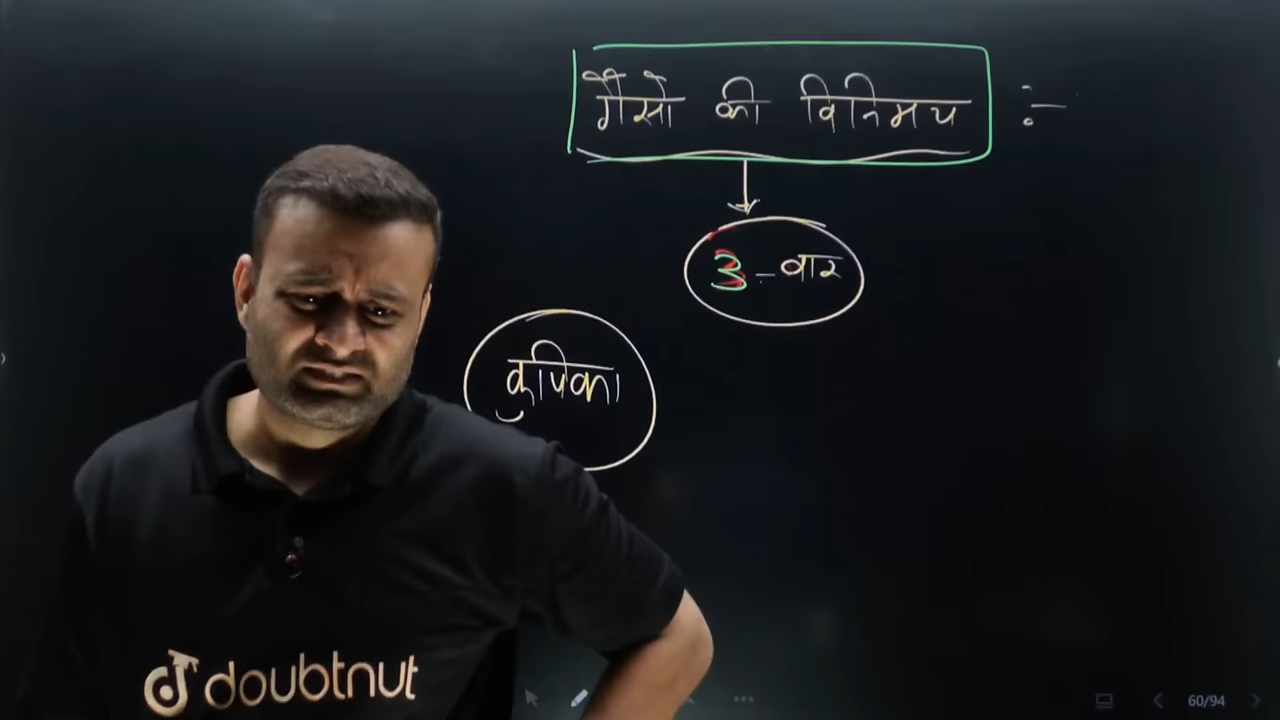 गैसो की विनिमय :-
3 - बार
कुपिका
doubtnut
60/94